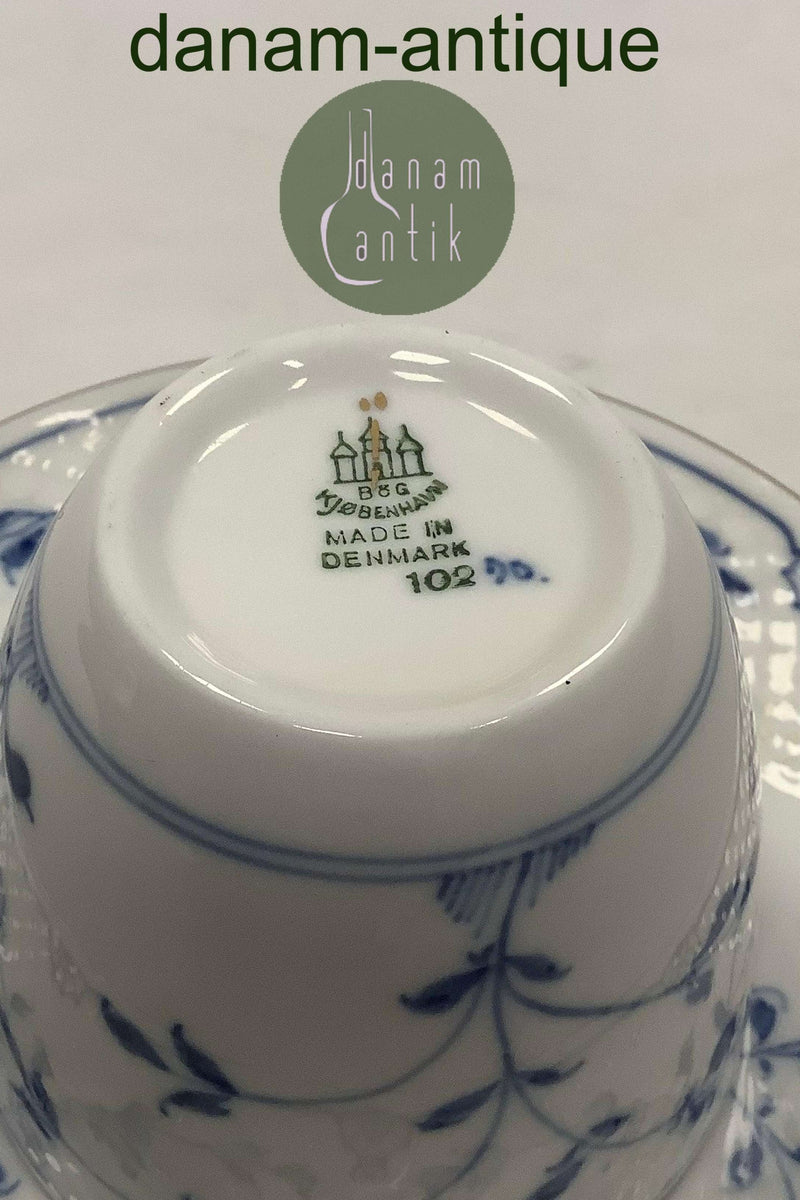 danam-antique
danam
antik
B&G
KJØBENHAVN
MADE IN
DENMARK
102